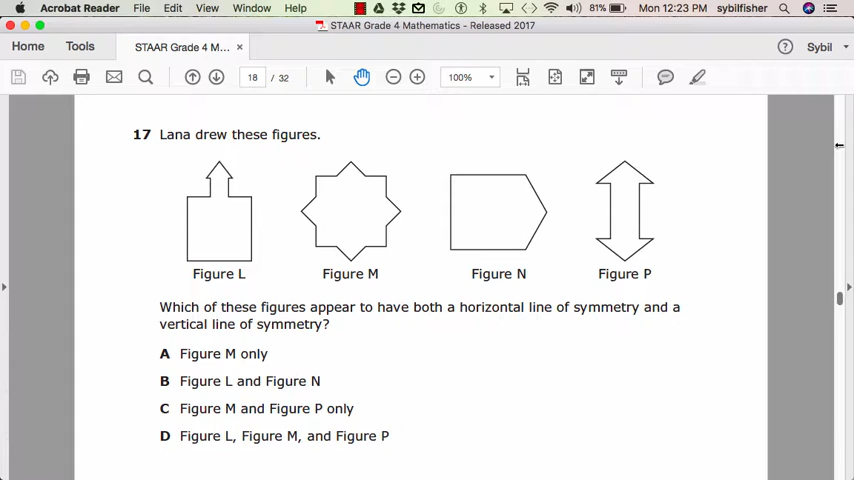 Acrobat Reader File Edit View Window Help 81% Mon 12:23 PM sybilfisher
STAAR Grade 4 Mathematics - Released 2017
Home Tools STAAR Grade 4 M... × ? Sybil
18 / 32 100%
17 Lana drew these figures.
Figure L Figure M Figure N Figure P
Which of these figures appear to have both a horizontal line of symmetry and a
vertical line of symmetry?
A Figure M only
B Figure L and Figure N
C Figure M and Figure P only
D Figure L, Figure M, and Figure P